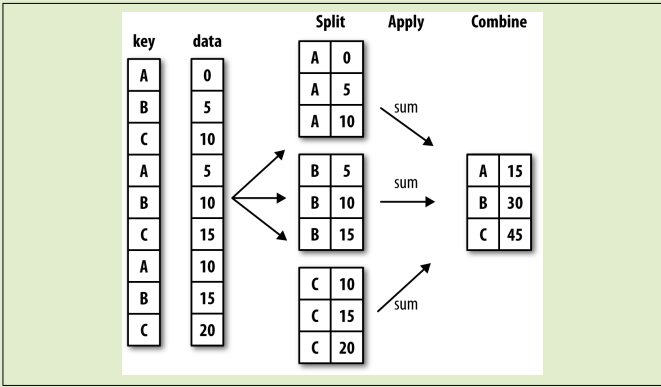 Split Apply Combine
key data
A 0
B 5
C 10
A 5
B 10
C 15
A 10
B 15
C 20
A 0
A 5
A 10
B 5
B 10
B 15
C 10
C 15
C 20
sum
sum
sum
A 15
B 30
C 45